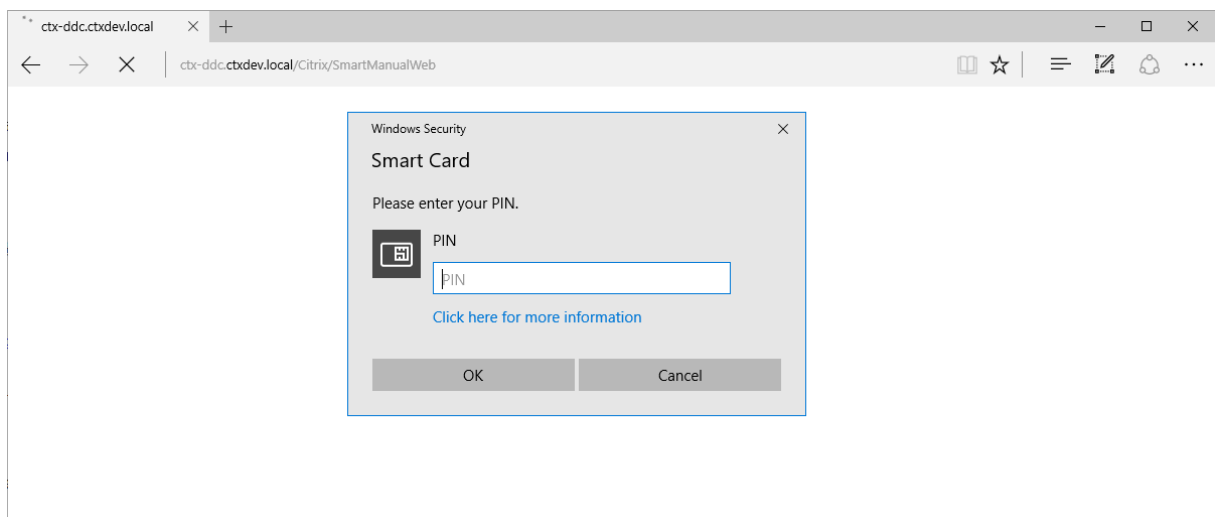 ctx-ddc.ctxdev.local
ctx-ddc.ctxdev.local/Citrix/SmartManualWeb
Windows Security
Smart Card
Please enter your PIN.
PIN
PIN
Click here for more information
OK Cancel